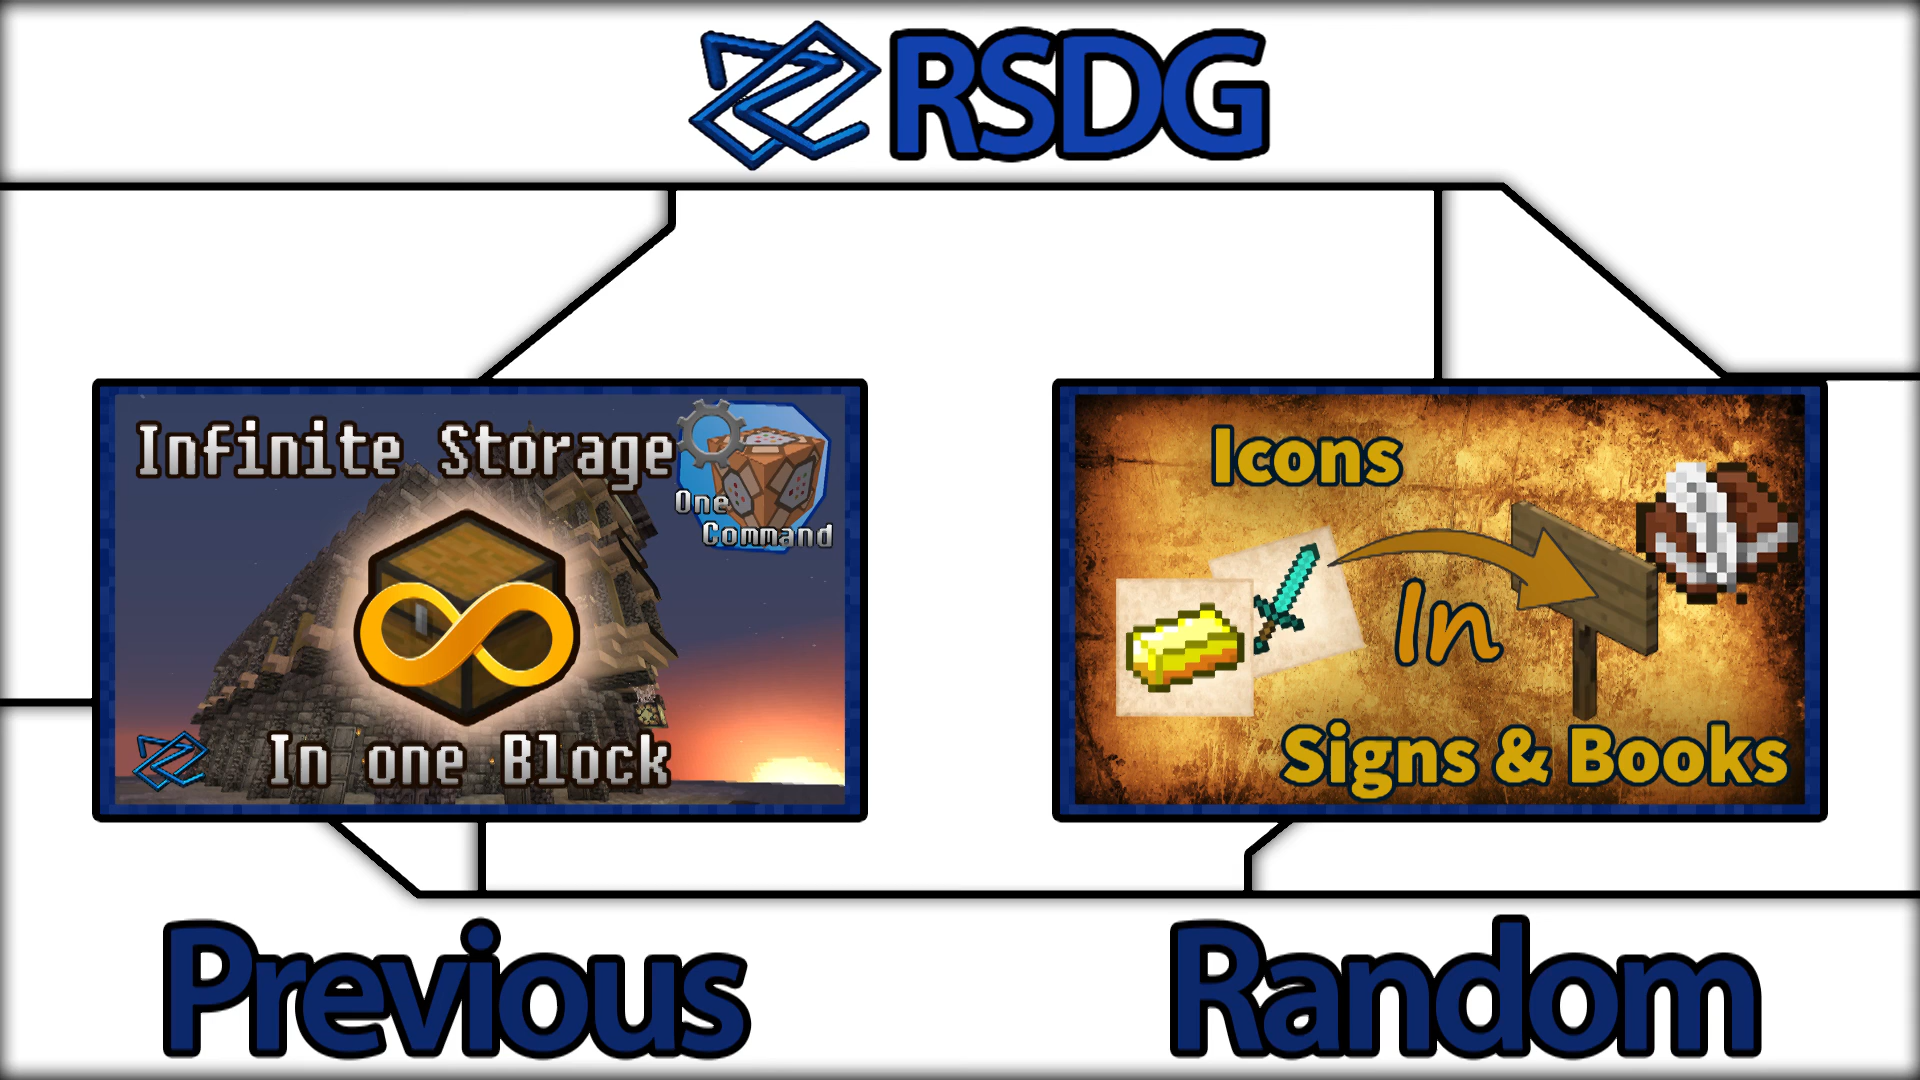 RSDG
Infinite Storage
One
Command
In one Block
Icons
In
Signs & Books
Previous
Random